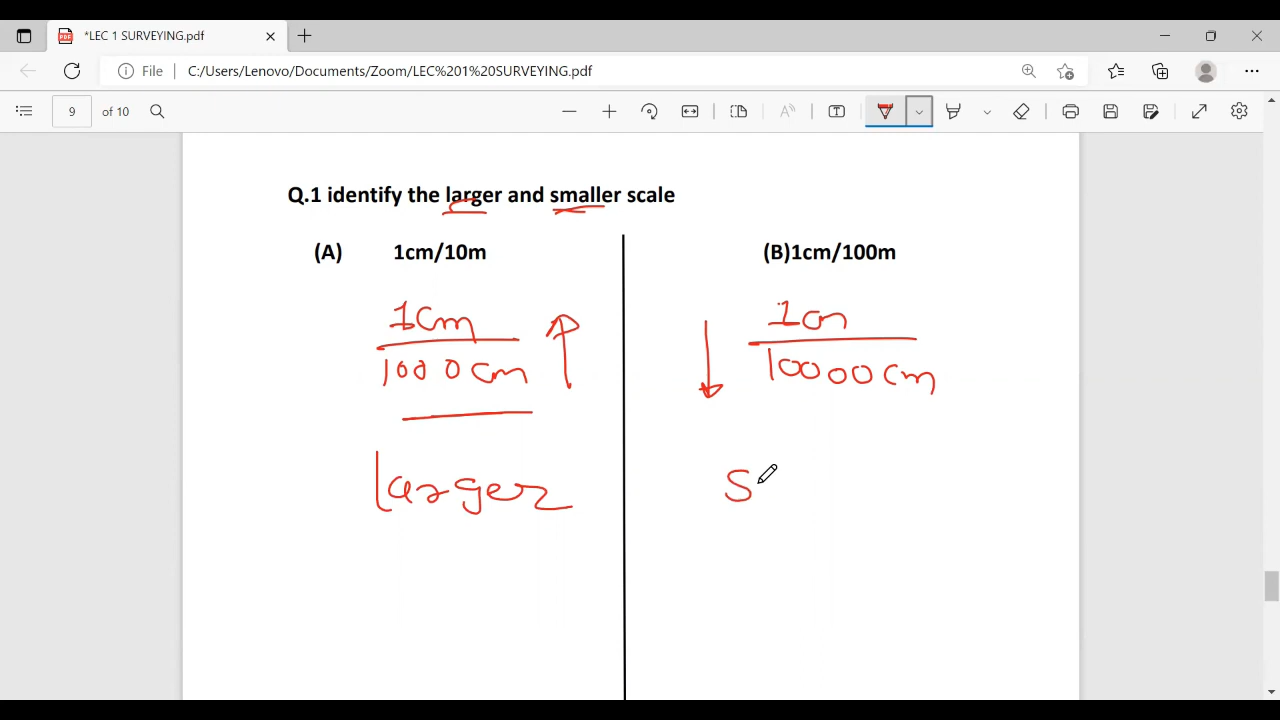 *LEC 1 SURVEYING.pdf
File C:/Users/Lenovo/Documents/Zoom/LEC%201%20SURVEYING.pdf
9 of 10
Q.1 identify the larger and smaller scale
(A) 1cm/10m
1cm
1000cm
larger
(B)1cm/100m
1cm
10000cm
S